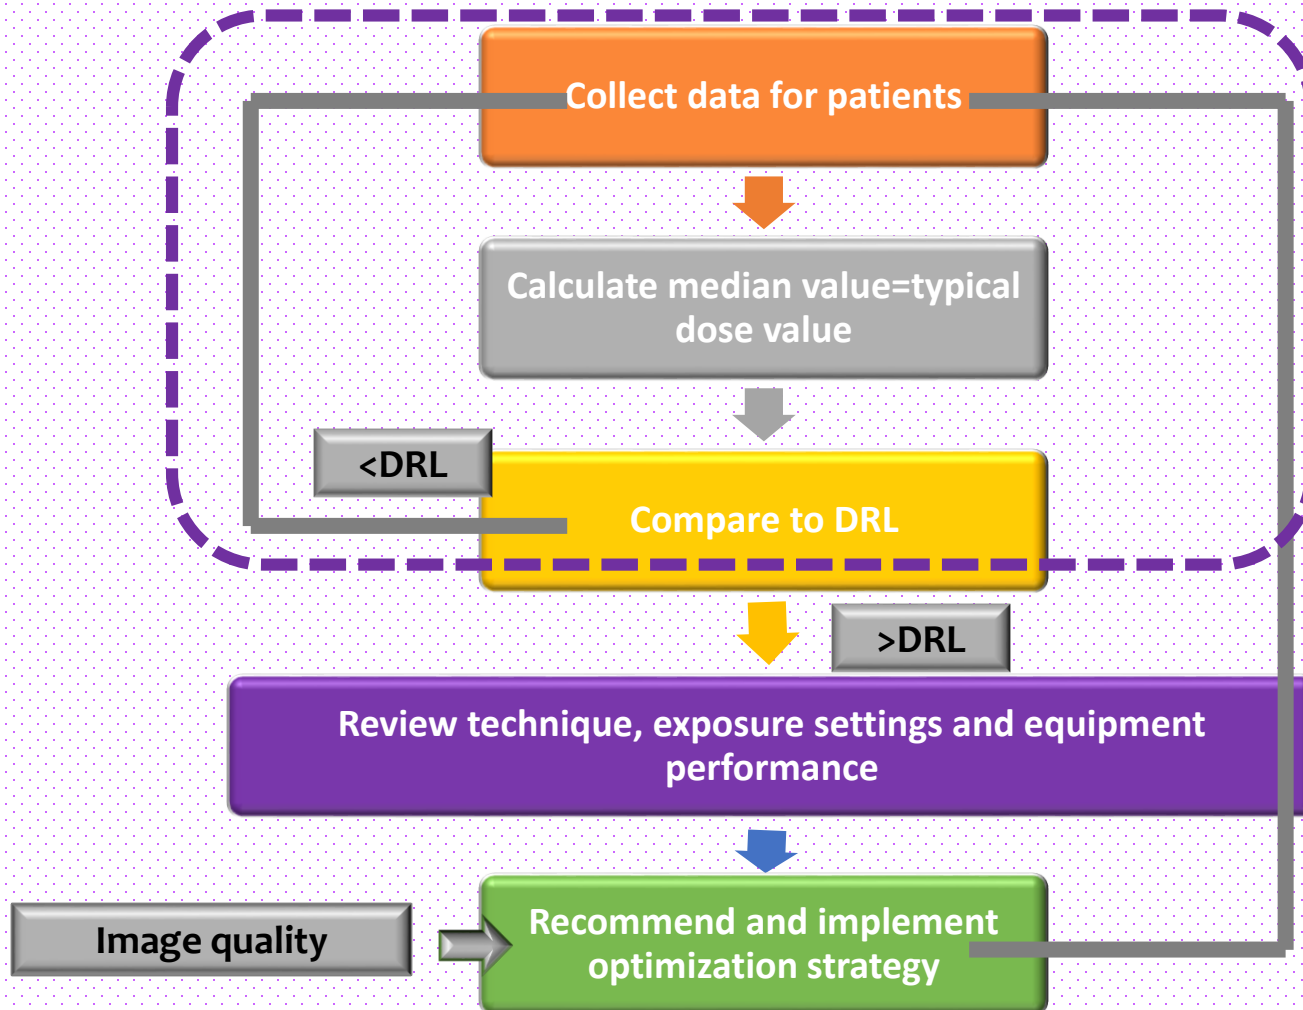 Collect data for patients
Calculate median value=typical
dose value
<DRL
Compare to DRL
>DRL
Review technique, exposure settings and equipment
performance
Image quality
Recommend and implement
optimization strategy